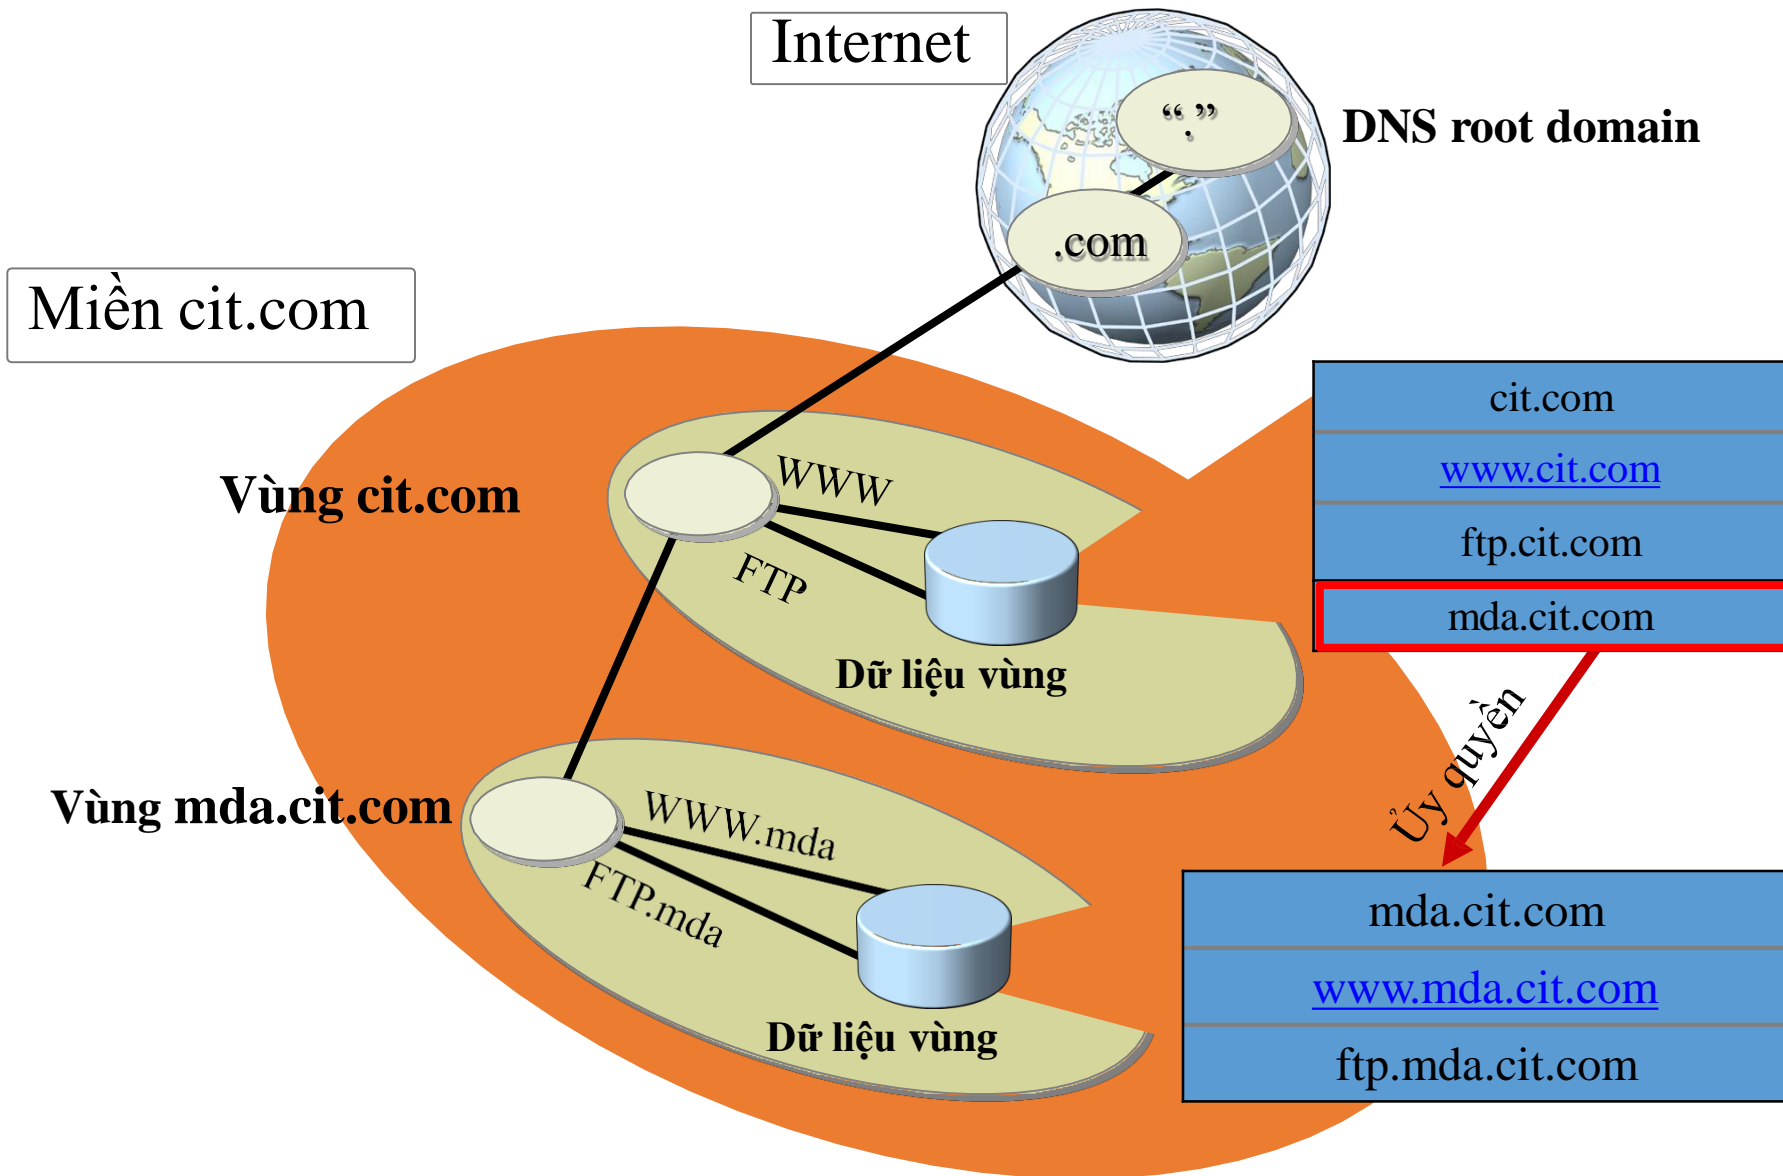 Internet
“.”
DNS root domain
.com
Miền cit.com
cit.com
www.cit.com
ftp.cit.com
mda.cit.com
Vùng cit.com
WWW
FTP
Dữ liệu vùng
Ủy quyền
Vùng mda.cit.com
WWW.mda
FTP.mda
Dữ liệu vùng
mda.cit.com
www.mda.cit.com
ftp.mda.cit.com